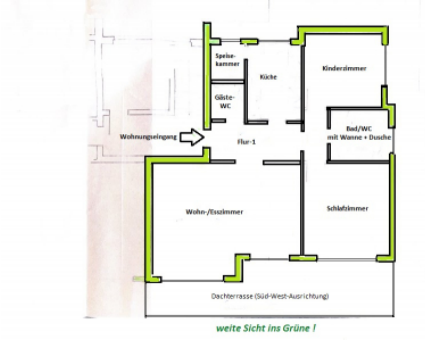 Speise-
kammer
Küche
Kinderzimmer
Gäste-
WC
Wohnungseingang
Flur-1
Bad/WC
mit Wanne + Dusche
Wohn-/Esszimmer
Schlafzimmer
Dachterrasse (Süd-West-Ausrichtung)
weite Sicht ins Grüne !